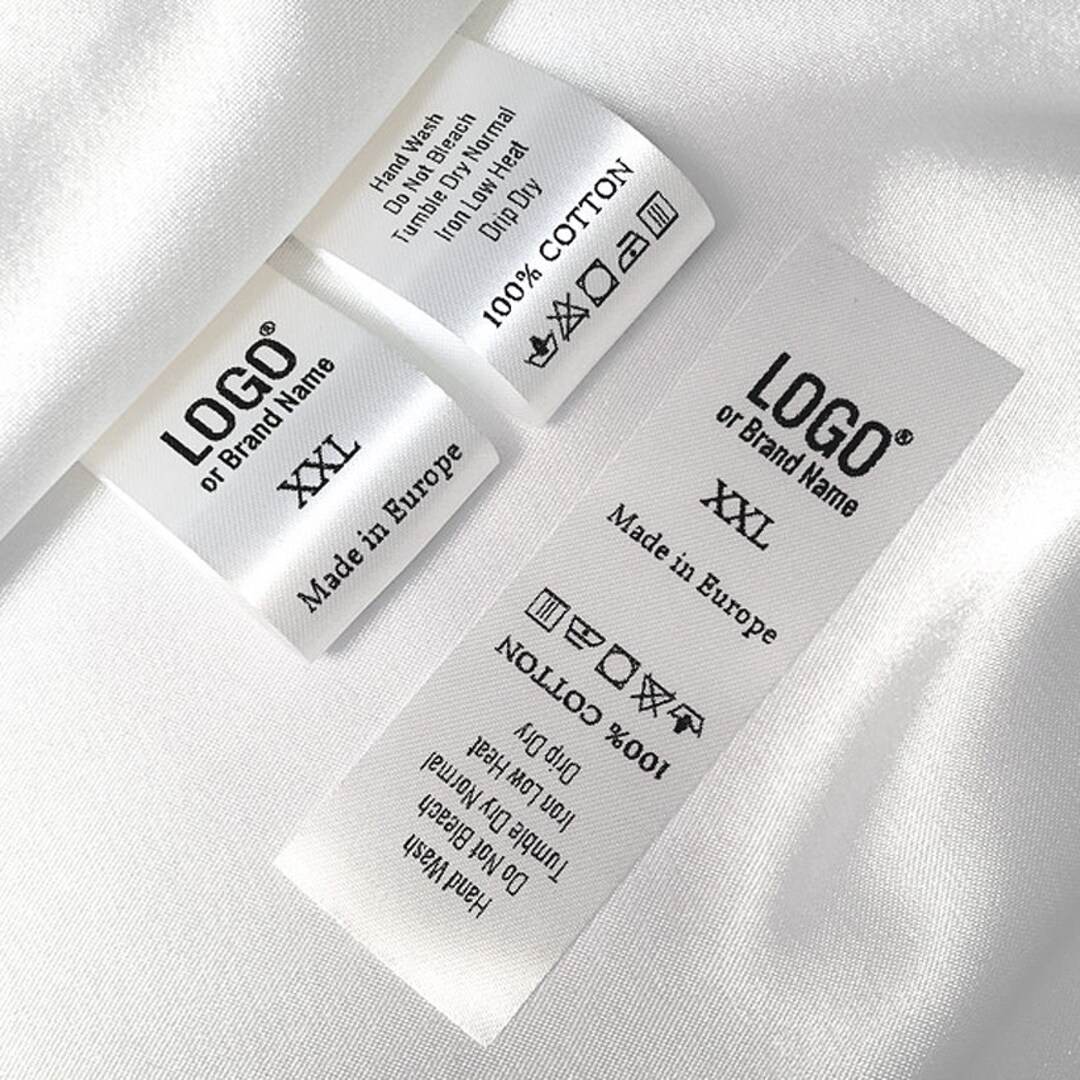 Hand Wash
Do Not Bleach
Tumble Dry Normal
Iron Low Heat
Drip Dry
100% COTTON
LOGO®
or Brand Name
XXL
Made in Europe
LOGO®
or Brand Name
XXL
Made in Europe
100% COTTON
Drip Dry
Iron Low Heat
Tumble Dry Normal
Do Not Bleach
Hand Wash